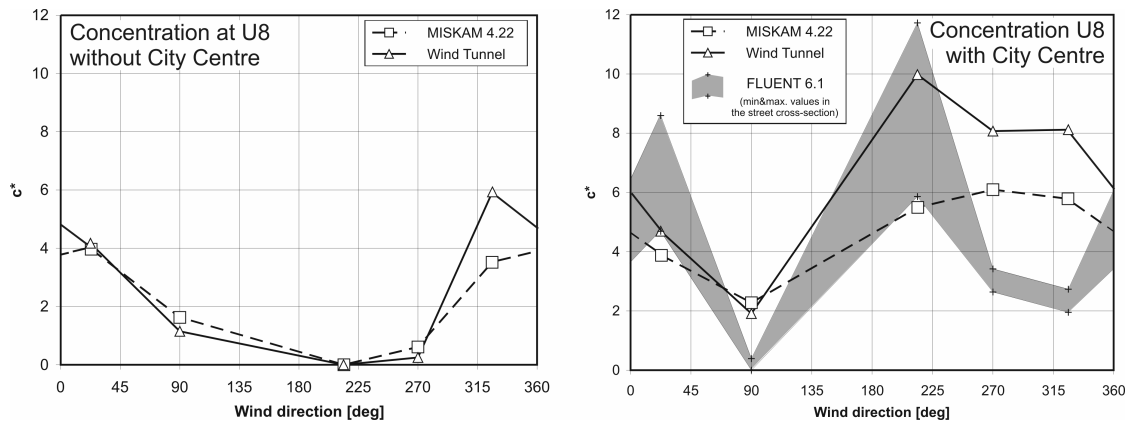 Concentration at U8
without City Centre
MISKAM 4.22
Wind Tunnel
12
10
8
6
4
2
0
c*
0 45 90 135 180 225 270 315 360
Wind direction [deg]
MISKAM 4.22
Wind Tunnel
FLUENT 6.1
(min&max. values in
the street cross-section)
Concentration U8
with City Centre
12
10
8
6
4
2
0
c*
0 45 90 135 180 225 270 315 360
Wind direction [deg]